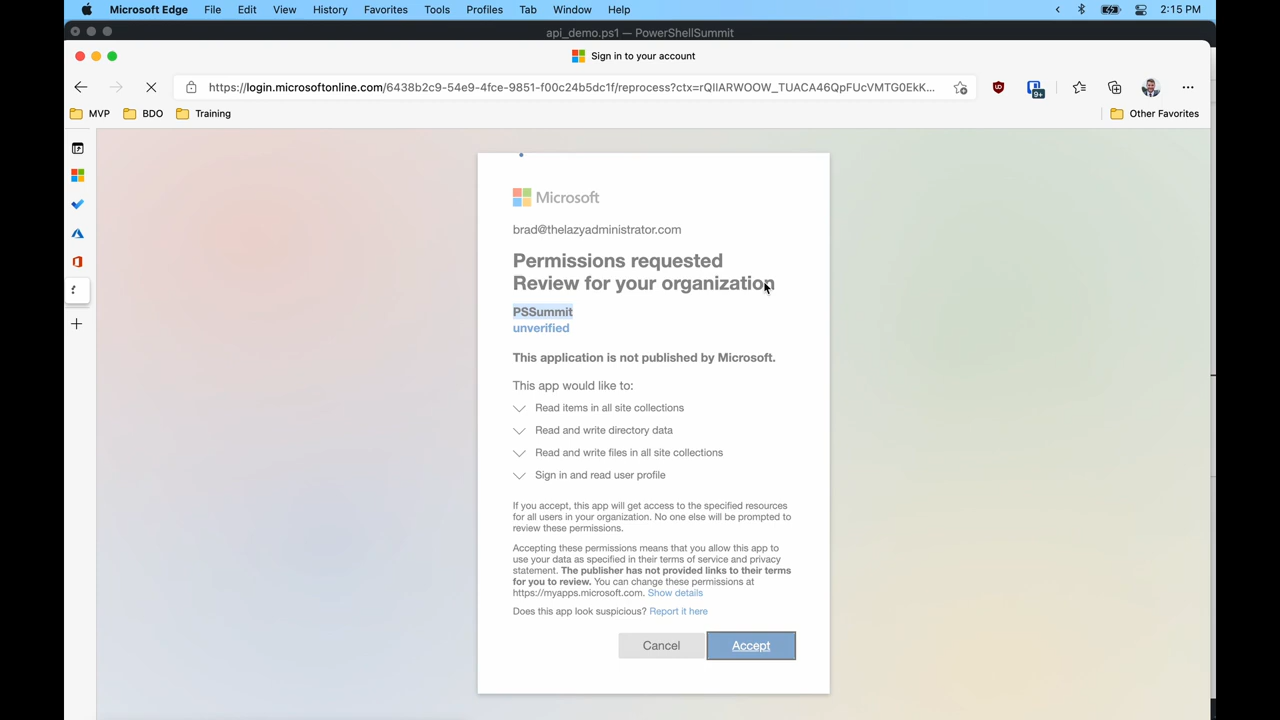 Microsoft Edge File Edit View History Favorites Tools Profiles Tab Window Help 2:15 PM
api_demo.ps1 — PowerShellSummit
Sign in to your account
https://login.microsoftonline.com/6438b2c9-54e9-4fce-9851-f00c24b5dc1f/reprocess?ctx=rQIIARWOOW_TUACA46QpFUcVMTG0EkK...
9+
MVP BDO Training Other Favorites
Microsoft
brad@thelazyadministrator.com
Permissions requested
Review for your organization
PSSummit
unverified
This application is not published by Microsoft.
This app would like to:
Read items in all site collections
Read and write directory data
Read and write files in all site collections
Sign in and read user profile
If you accept, this app will get access to the specified resources
for all users in your organization. No one else will be prompted to
review these permissions.
Accepting these permissions means that you allow this app to
use your data as specified in their terms of service and privacy
statement. The publisher has not provided links to their terms
for you to review. You can change these permissions at
https://myapps.microsoft.com. Show details
Does this app look suspicious? Report it here
Cancel Accept